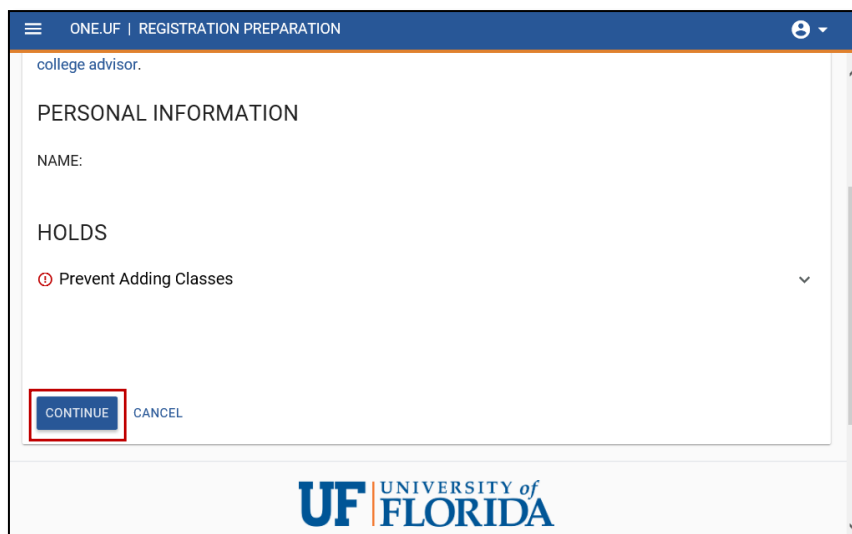 ONE.UF | REGISTRATION PREPARATION
college advisor.
PERSONAL INFORMATION
NAME:
HOLDS
Prevent Adding Classes
CONTINUE CANCEL
UF UNIVERSITY of
FLORIDA